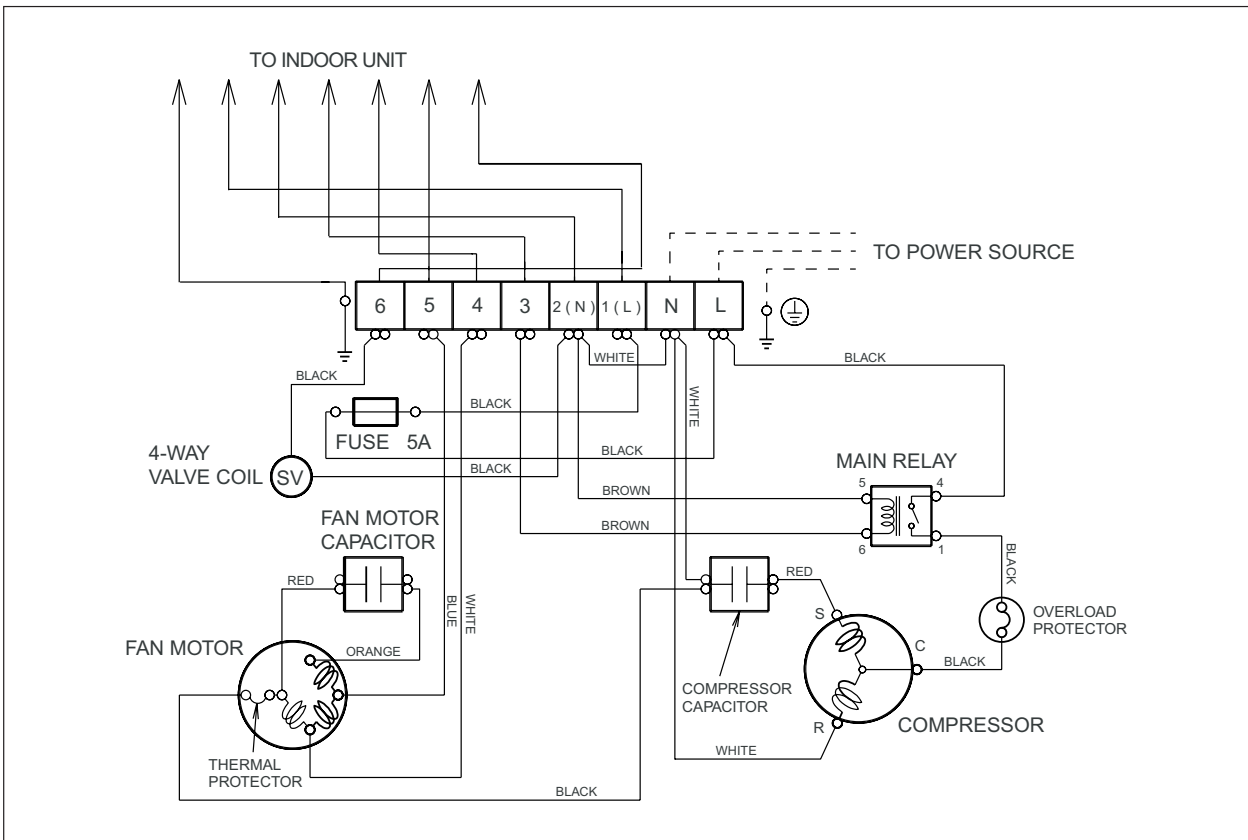 TO INDOOR UNIT
TO POWER SOURCE
6
5
4
3
2 ( N )
1 ( L )
N
L
WHITE
BLACK
BLACK
BLACK
WHITE
FUSE 5A
BLACK
4-WAY
VALVE COIL
SV
BLACK
MAIN RELAY
5
4
BROWN
BROWN
6
1
FAN MOTOR
CAPACITOR
RED
BLUE
WHITE
ORANGE
FAN MOTOR
THERMAL
PROTECTOR
BLACK
RED
S
C
R
BLACK
BLACK
OVERLOAD
PROTECTOR
COMPRESSOR
CAPACITOR
COMPRESSOR
WHITE